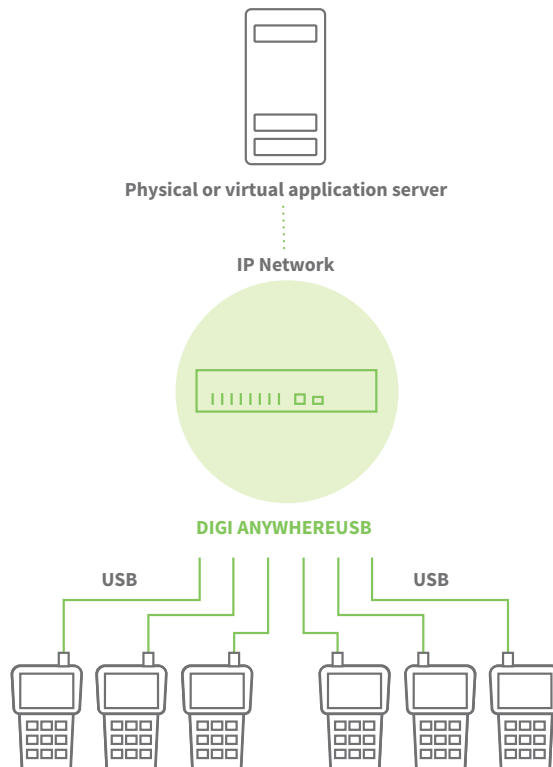 Physical or virtual application server
IP Network
DIGI ANYWHEREUSB
USB
USB